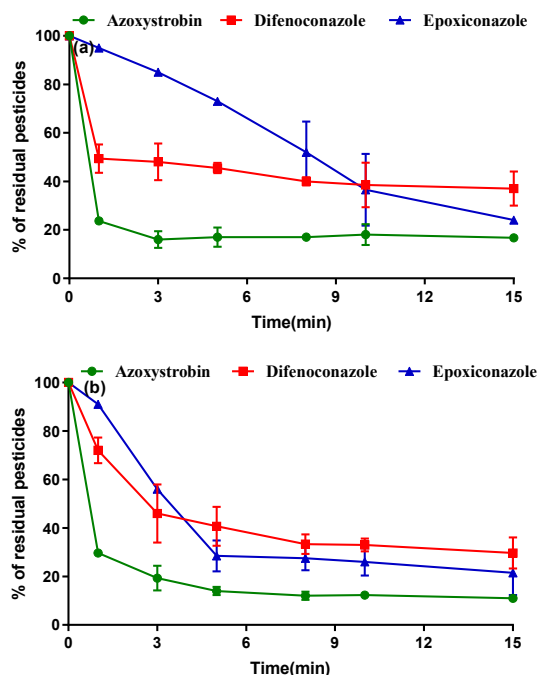 Azoxystrobin Difenoconazole Epoxiconazole
100 (a)
80
60
40
20
0
0 3 6 9 12 15
% of residual pesticides
Time(min)
Azoxystrobin Difenoconazole Epoxiconazole
100 (b)
80
60
40
20
0
0 3 6 9 12 15
% of residual pesticides
Time(min)